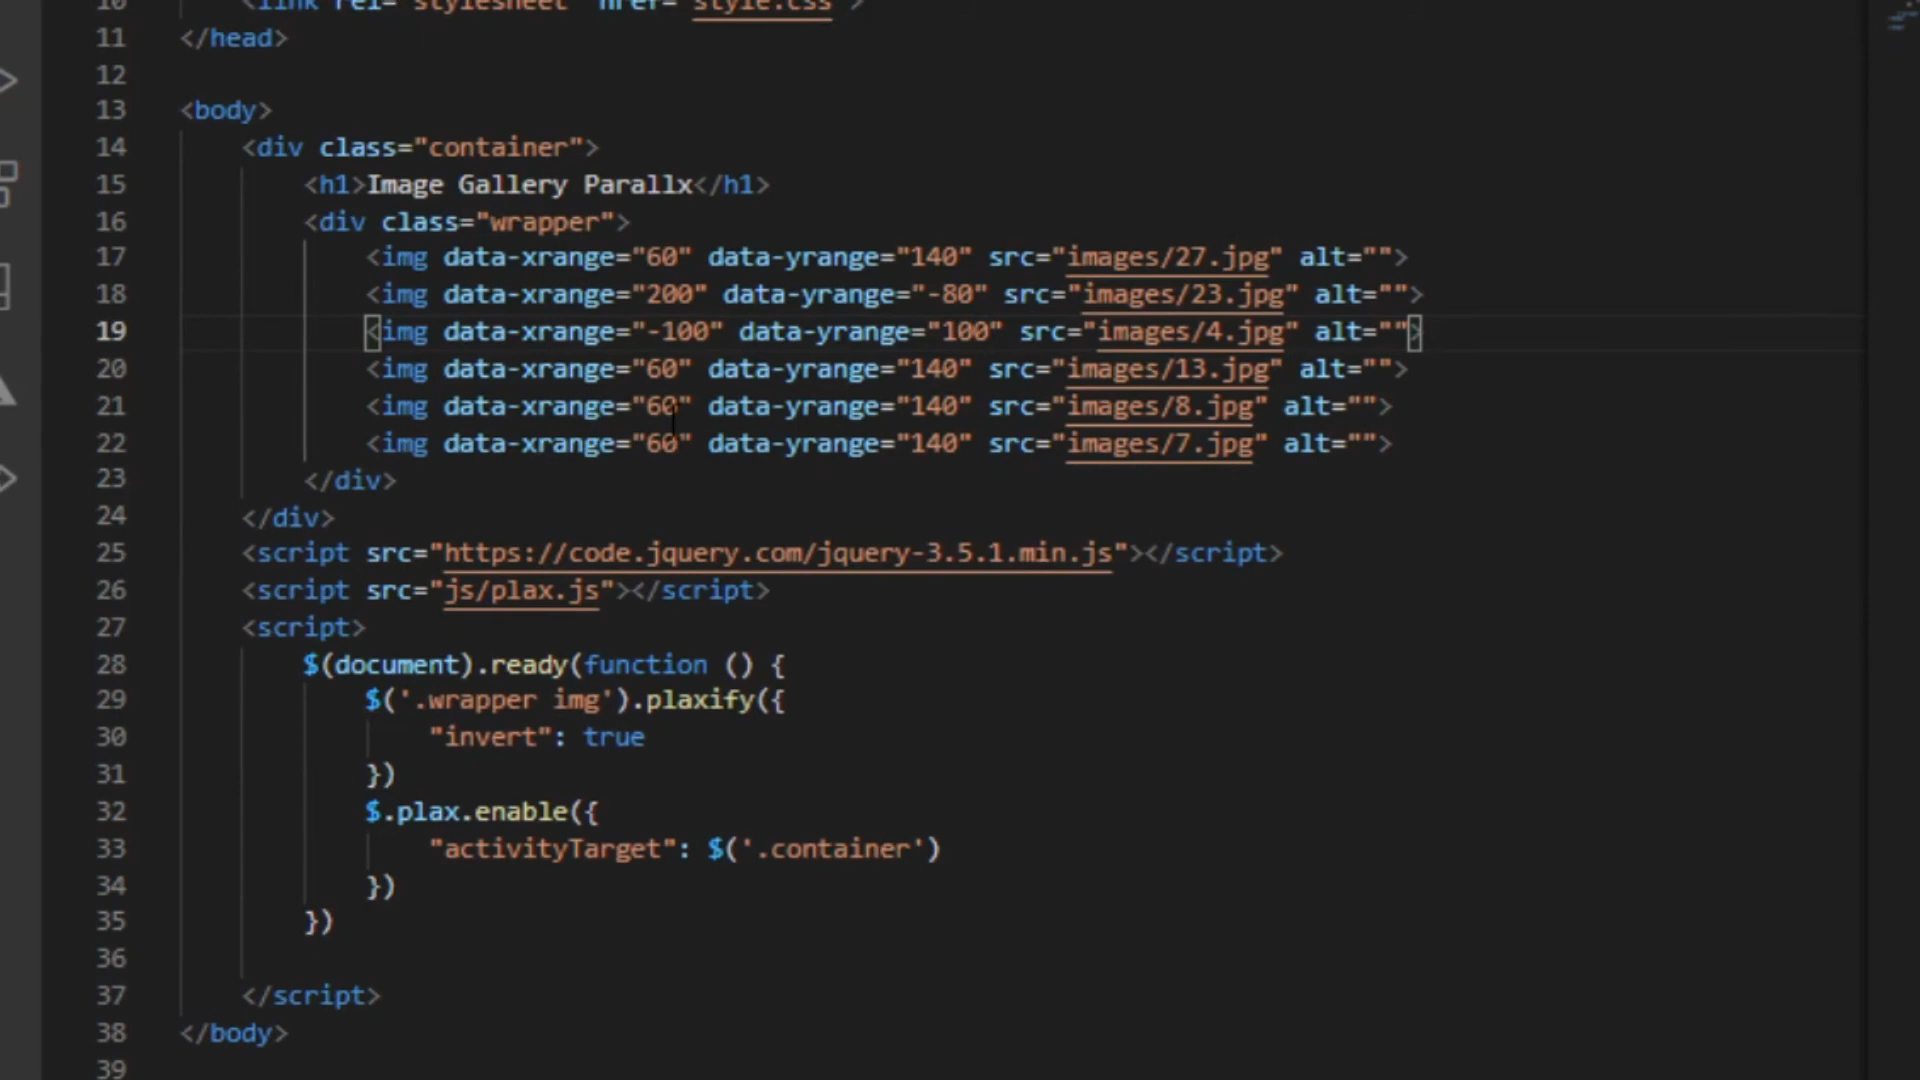 10 <link rel="stylesheet" href="style.css">
11 </head>
12
13 <body>
14 <div class="container">
15 <h1>Image Gallery Parallx</h1>
16 <div class="wrapper">
17 <img data-xrange="60" data-yrange="140" src="images/27.jpg" alt="">
18 <img data-xrange="200" data-yrange="-80" src="images/23.jpg" alt="">
19 <img data-xrange="-100" data-yrange="100" src="images/4.jpg" alt="">
20 <img data-xrange="60" data-yrange="140" src="images/13.jpg" alt="">
21 <img data-xrange="60" data-yrange="140" src="images/8.jpg" alt="">
22 <img data-xrange="60" data-yrange="140" src="images/7.jpg" alt="">
23 </div>
24 </div>
25 <script src="https://code.jquery.com/jquery-3.5.1.min.js"></script>
26 <script src="js/plax.js"></script>
27 <script>
28 $(document).ready(function () {
29 $('.wrapper img').plaxify({
30 "invert": true
31 })
32 $.plax.enable({
33 "activityTarget": $('.container')
34 })
35 })
36
37 </script>
38 </body>
39